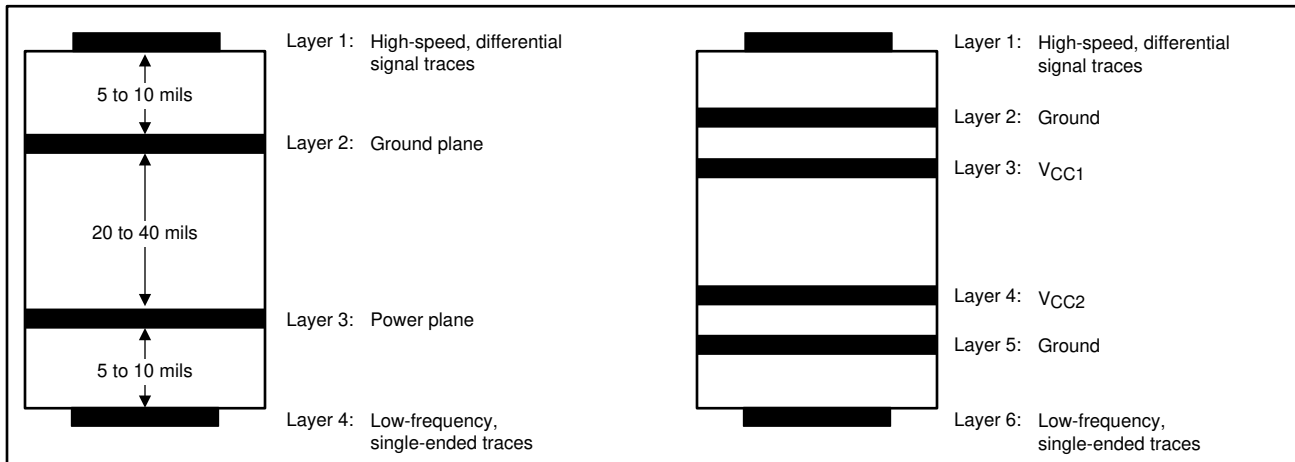 Layer 1: High-speed, differential
signal traces
5 to 10 mils
Layer 2: Ground plane
20 to 40 mils
Layer 3: Power plane
5 to 10 mils
Layer 4: Low-frequency,
single-ended traces
Layer 1: High-speed, differential
signal traces
Layer 2: Ground
Layer 3: VCC1
Layer 4: VCC2
Layer 5: Ground
Layer 6: Low-frequency,
single-ended traces